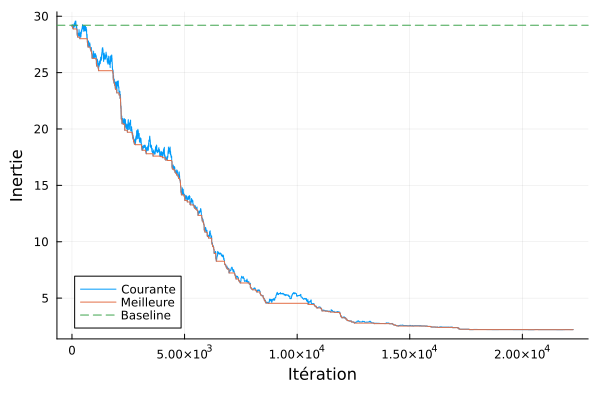 30
25
20
15
10
5
Inertie
Courante
Meilleure
Baseline
0
5.00×10³
1.00×10⁴
1.50×10⁴
2.00×10⁴
Itération